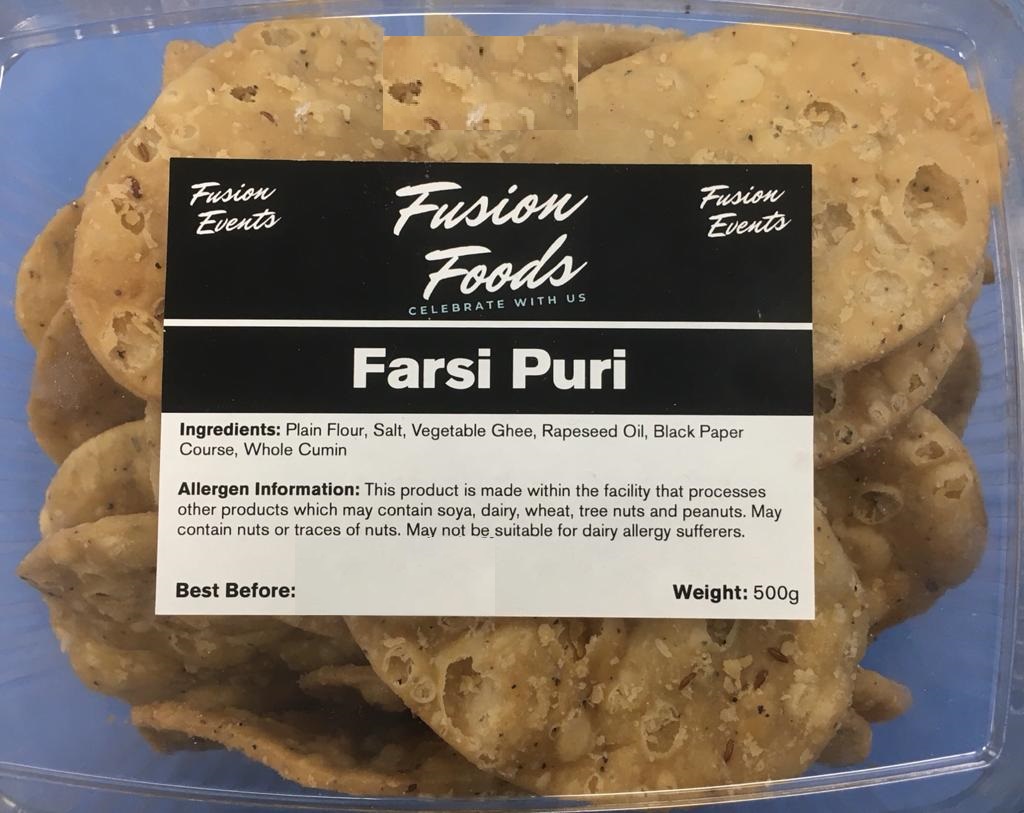 Fusion
Events
Fusion
Foods
CELEBRATE WITH US
Fusion
Events
Farsi Puri
Ingredients: Plain Flour, Salt, Vegetable Ghee, Rapeseed Oil, Black Paper
Course, Whole Cumin
Allergen Information: This product is made within the facility that processes
other products which may contain soya, dairy, wheat, tree nuts and peanuts. May
contain nuts or traces of nuts. May not be suitable for dairy allergy sufferers.
Best Before:
Weight: 500g